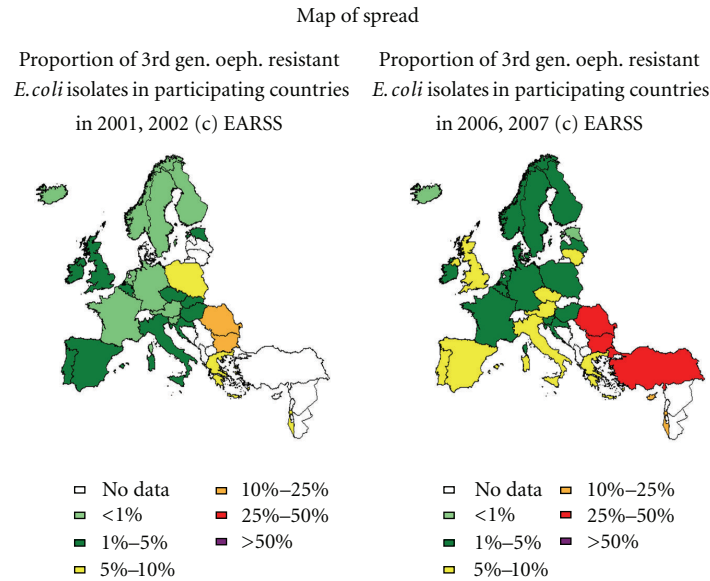 Map of spread
Proportion of 3rd gen. oeph. resistant
E.coli isolates in participating countries
in 2001, 2002 (c) EARSS
No data
<1%
1%–5%
5%–10%
10%–25%
25%–50%
>50%
Proportion of 3rd gen. oeph. resistant
E.coli isolates in participating countries
in 2006, 2007 (c) EARSS
No data
<1%
1%–5%
5%–10%
10%–25%
25%–50%
>50%